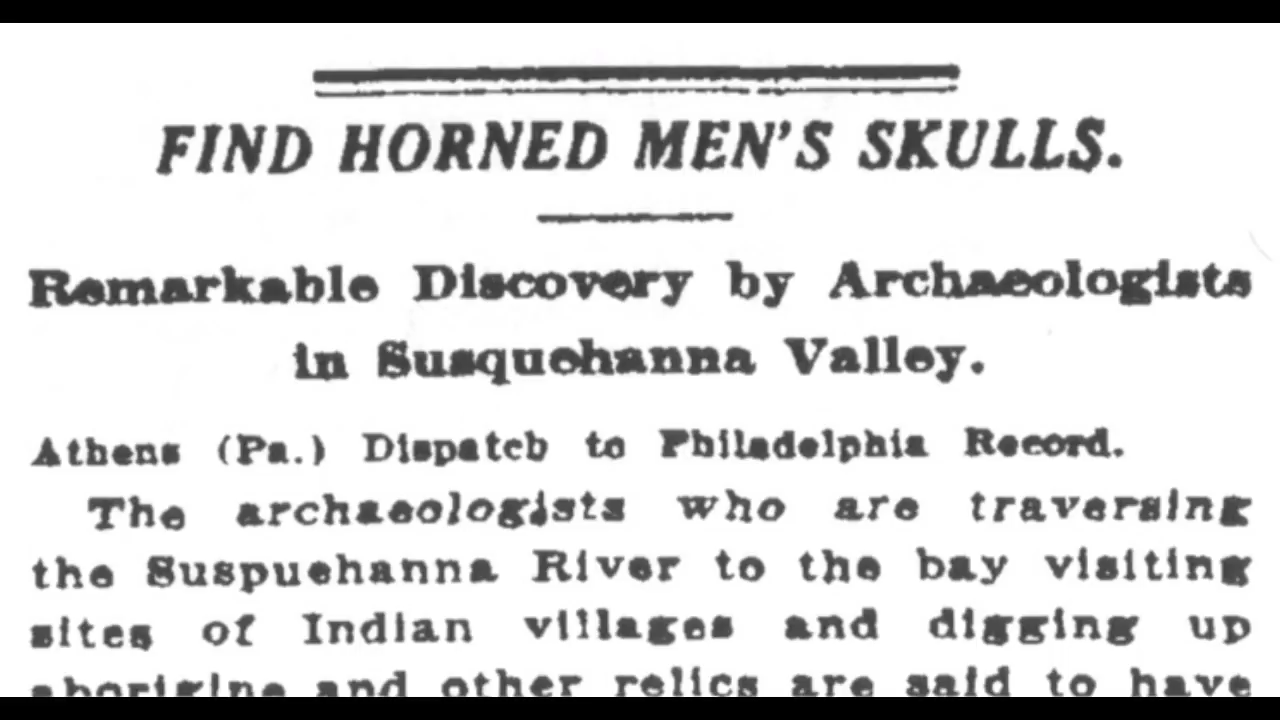 FIND HORNED MEN'S SKULLS.
Remarkable Discovery by Archaeologists
in Susquehanna Valley.
Athens (Pa.) Dispatch to Philadelphia Record.
The archaeologists who are traversing
the Suspuehanna River to the bay visiting
sites of Indian villages and digging up
aborigine and other relics are said to have